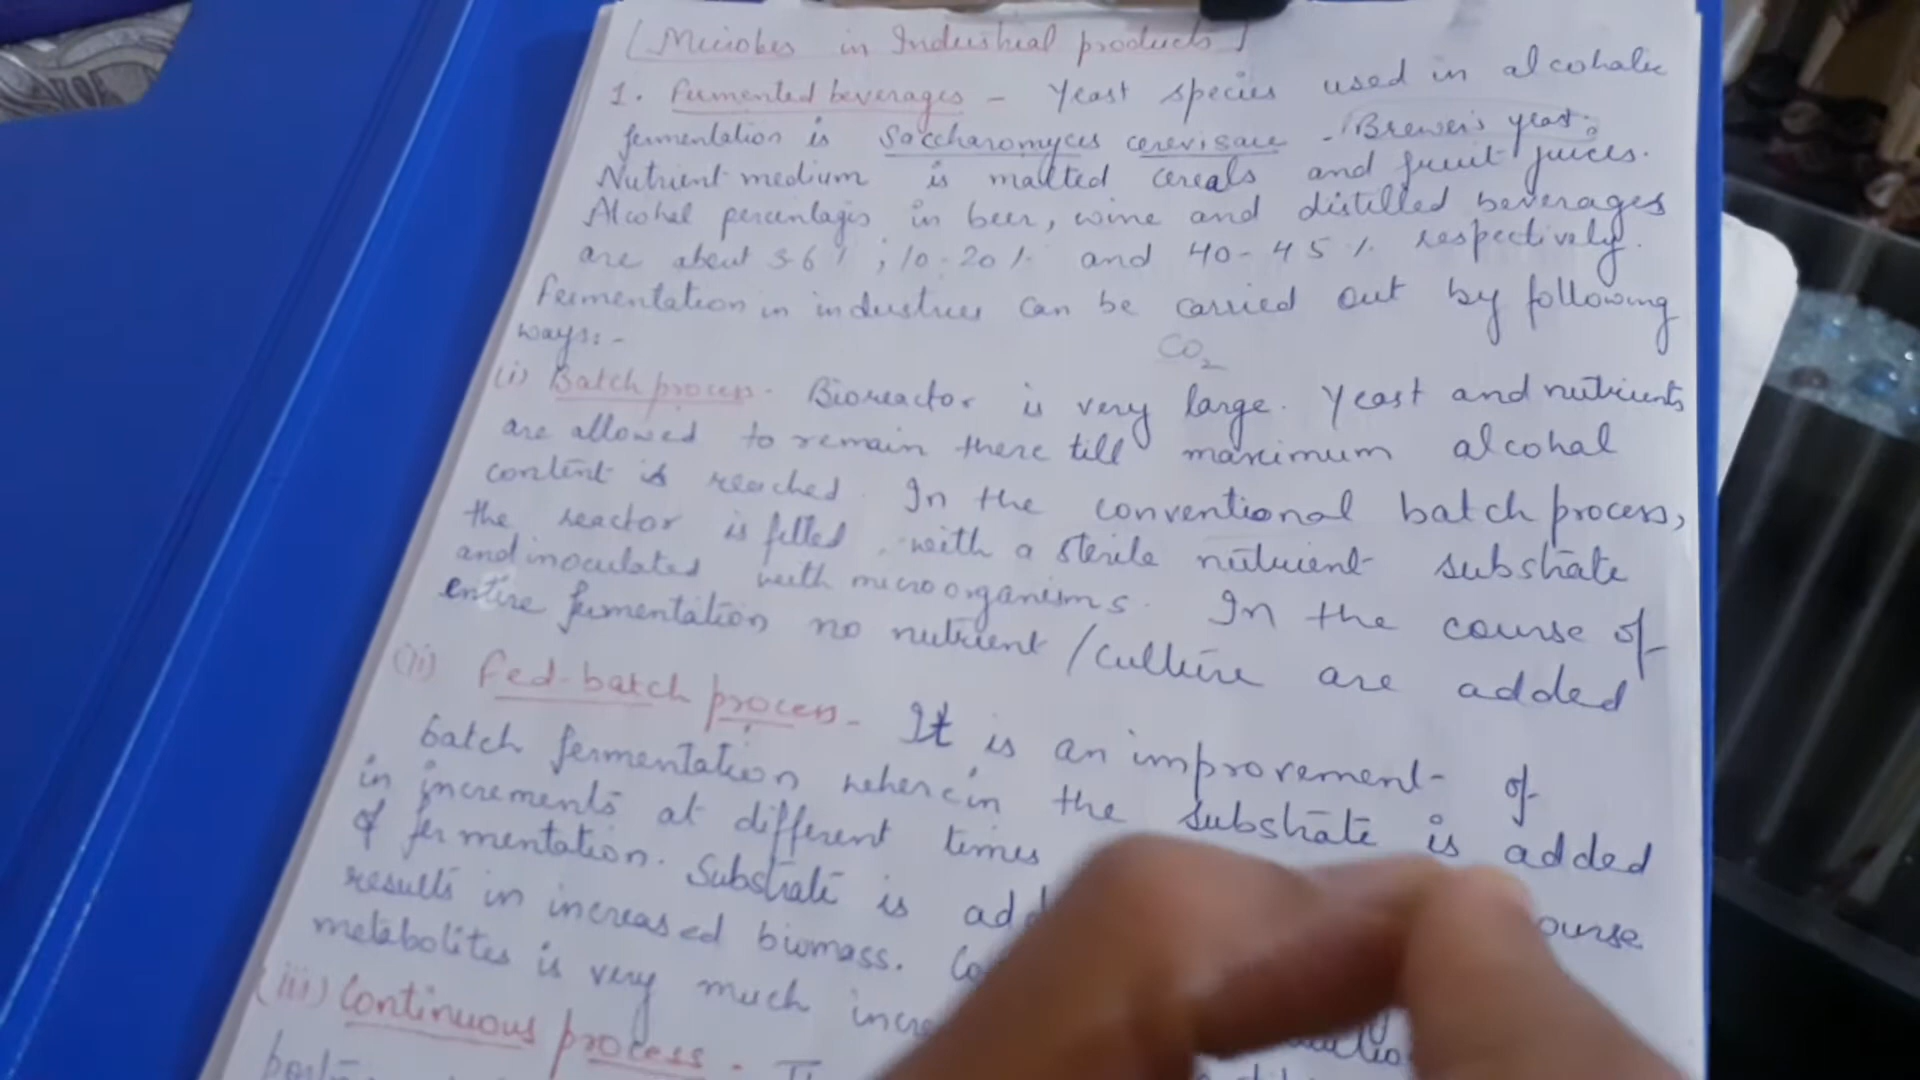 [Microbes in Industrial products]
1. Fermented beverages - Yeast species used in alcohalic
fermentation is Saccharomyces cerevisae - Brewer's yeast.
Nutrient medium is malted cereals and fruit juices.
Alcohal percentages in beer, wine and distilled beverages
are about 3-6%; 10-20% and 40-45% respectively.
Fermentation in industries can be carried out by following
ways:-
CO2
(i) Batch process. Bioreactor is very large. Yeast and nutrients
are allowed to remain there till maximum alcohal
content is reached. In the conventional batch process,
the reactor is filled with a sterile nutrient substrate
and inoculated with microorganisms. In the course of
entire fermentation no nutrient/culture are added
(ii) Fed-batch process- It is an improvement of
batch fermentation wherein the substrate is added
in increments at different times
of fermentation. Substrate is ourse
results in increased biomass.
metabolites is very much
(iii) Continuous process.